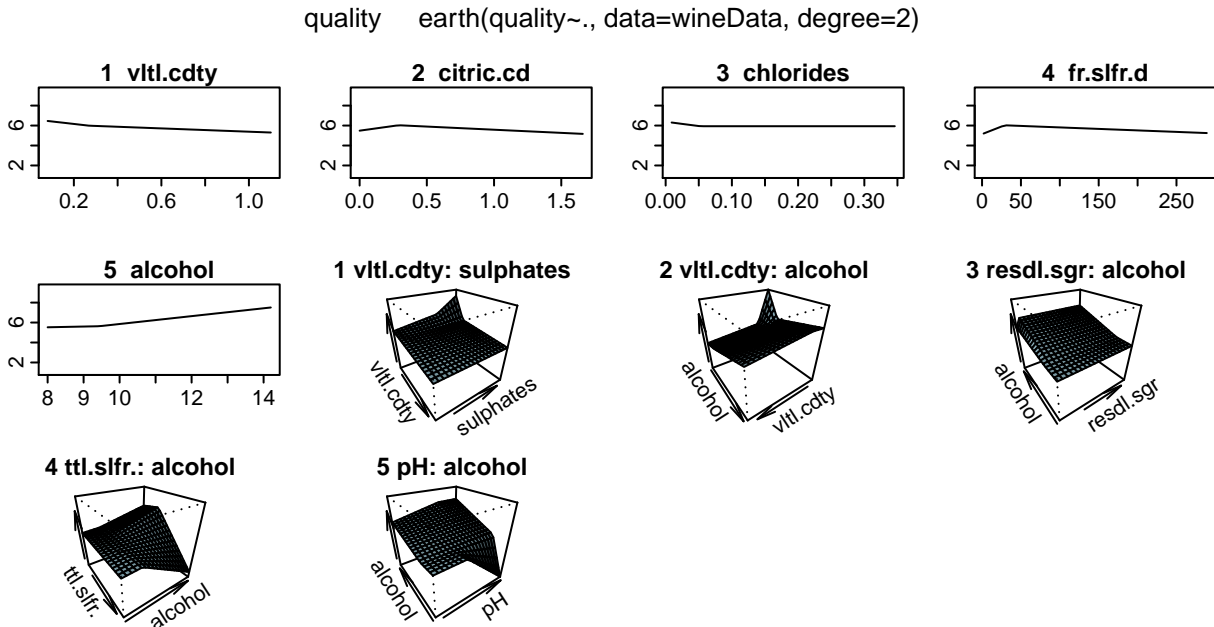 quality earth(quality~., data=wineData, degree=2)
1 vltl.cdty
2 citric.cd
3 chlorides
4 fr.slfr.d
2 6
0.2 0.6 1.0
2 6
0.0 0.5 1.0 1.5
2 6
0.00 0.10 0.20 0.30
2 6
0 50 150 250
5 alcohol
1 vltl.cdty: sulphates
2 vltl.cdty: alcohol
3 resdl.sgr: alcohol
2 6
8 9 10 12 14
vltl.cdty
sulphates
alcohol
vltl.cdty
alcohol
resdl.sgr
4 ttl.slfr.: alcohol
5 pH: alcohol
ttl.slfr.
alcohol
alcohol
pH